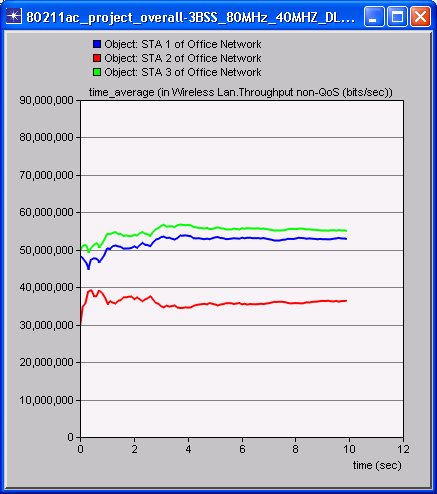 80211ac_project_overall-3BSS_80MHz_40MHZ_DL...
Object: STA 1 of Office Network
Object: STA 2 of Office Network
Object: STA 3 of Office Network
time_average (in Wireless Lan.Throughput non-QoS (bits/sec))
90,000,000
80,000,000
70,000,000
60,000,000
50,000,000
40,000,000
30,000,000
20,000,000
10,000,000
0
0 2 4 6 8 10 12
time (sec)